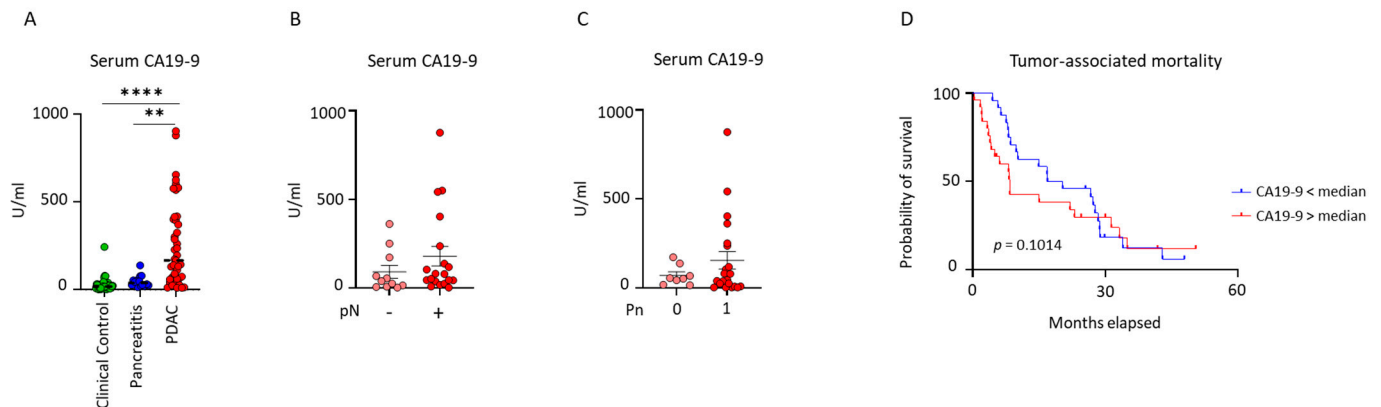 A
Serum CA19-9
****
**
1000
500
0
U/ml
Clinical Control
Pancreatitis
PDAC
B
Serum CA19-9
1000
500
0
U/ml
pN - +
C
Serum CA19-9
1000
500
0
U/ml
Pn 0 1
D
Tumor-associated mortality
100
50
0
Probability of survival
p = 0.1014
0 30 60
Months elapsed
CA19-9 < median
CA19-9 > median